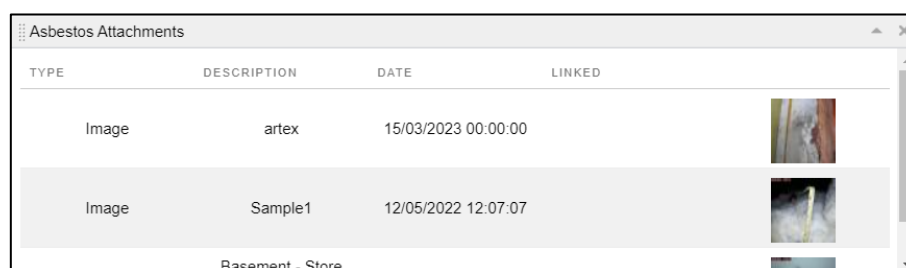 Asbestos Attachments
TYPE DESCRIPTION DATE LINKED
Image artex 15/03/2023 00:00:00
Image Sample1 12/05/2022 12:07:07
Basement - Store